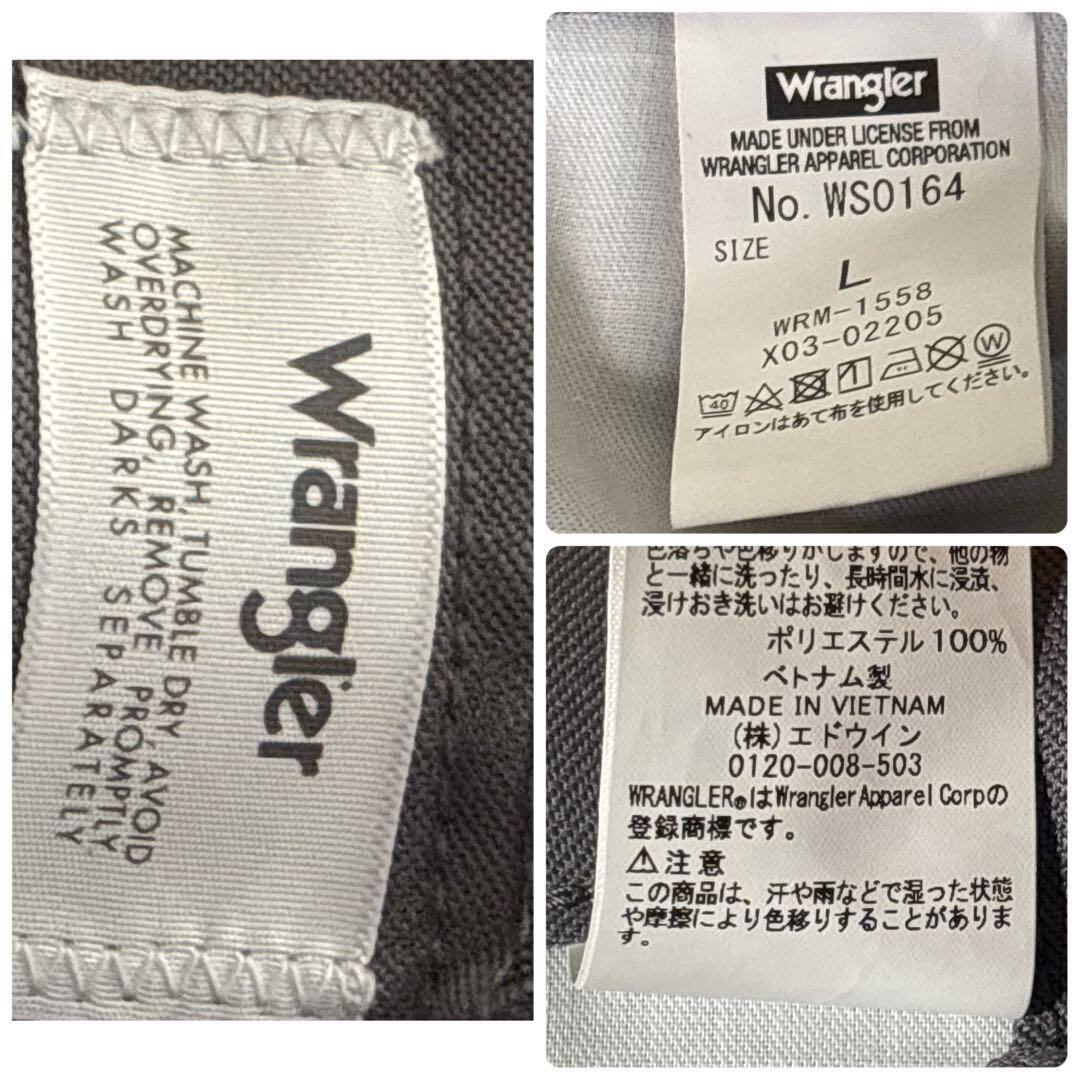 Wrangler
MACHINE WASH, TUMBLE DRY, AVOID
OVERDRYING, REMOVE PROMPTLY,
WASH DARKS SEPARATELY
Wrangler
MADE UNDER LICENSE FROM
WRANGLER APPAREL CORPORATION
No. WS0164
SIZE
L
WRM-1558
X03-02205
40
W
アイロンはあて布を使用してください。
色落ちや色移りがしますので、他の物
と一緒に洗ったり、長時間水に浸漬、
浸けおき洗いはお避けください。
ポリエステル 100%
ベトナム製
MADE IN VIETNAM
(株)エドウイン
0120-008-503
WRANGLER®はWrangler Apparel Corpの
登録商標です。
⚠注意
この商品は、汗や雨などで湿った状態
や摩擦により色移りすることがありま
す。